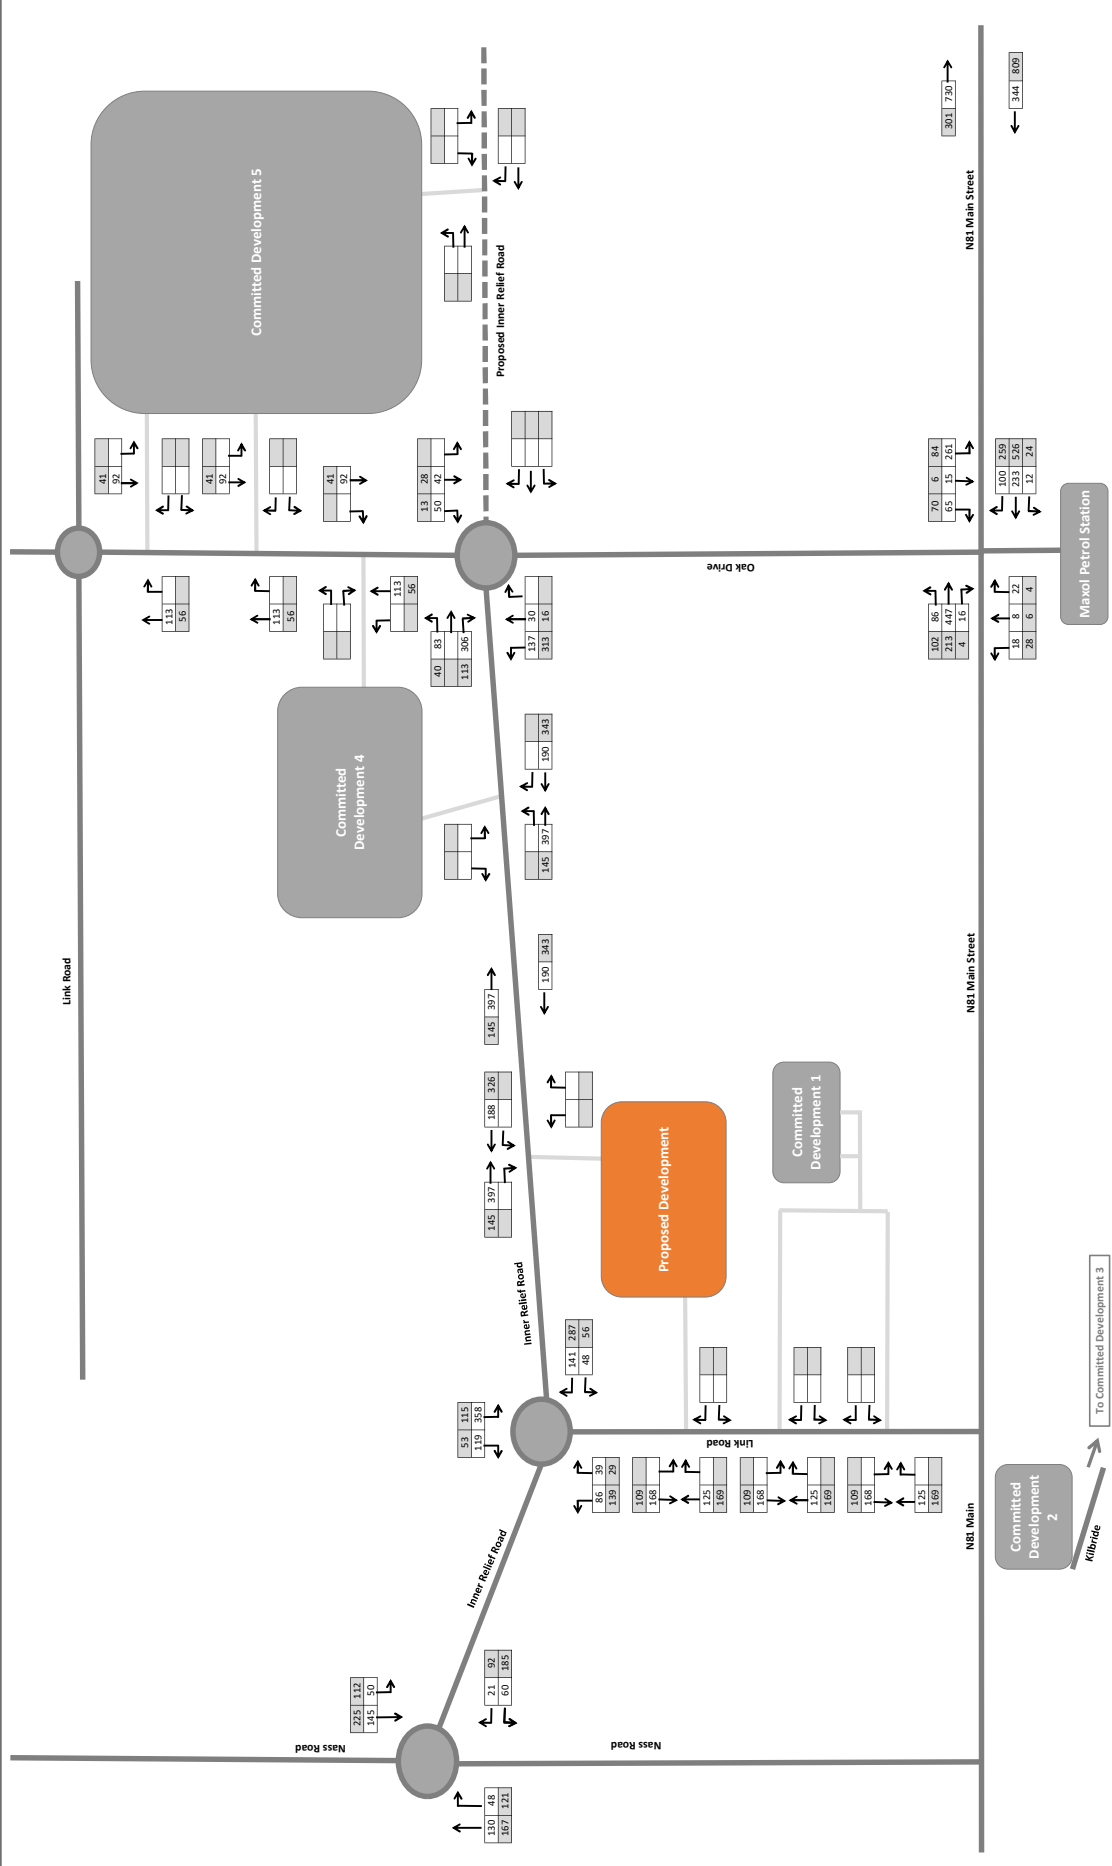 Link Road
41
92
113
56
41
92
113
56
Committed Development 5
41
92
Committed
Development 4
113
56
225 112
145 50
Nass Road
13 28
50 42
40 83
113 306
53 115
119 358
Inner Relief Road
21 92
60 185
130 48
167 121
145 397
188 326
145 397
Proposed Inner Relief Road
Inner Relief Road
137 30
313 16
190 343
145 397
190 343
141 287
48 56
86 39
139 29
Nass Road
109
168
Proposed Development
125
169
Link Road
Oak Drive
109
168
Committed
Development 1
125
169
109
168
125
169
70 6 84
65 15 261
102 86
213 447
4 16
301 730
N81 Main
N81 Main Street
N81 Main Street
100 259
233 526
12 24
18 8 22
28 6 4
344 809
Committed
Development
2
Maxol Petrol Station
Kilbride
To Committed Development 3